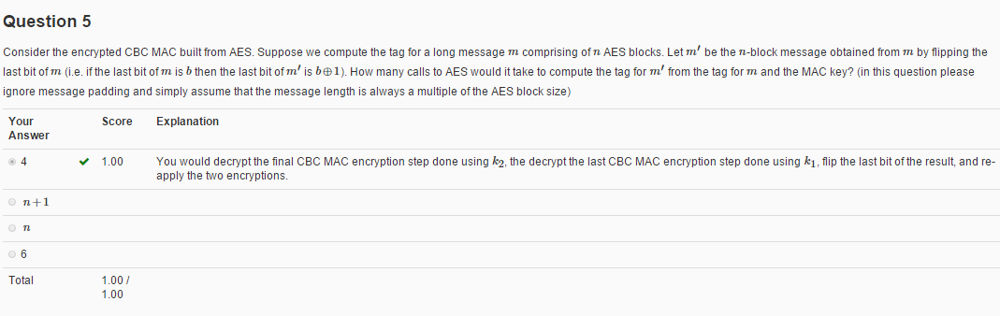 Question 5
Consider the encrypted CBC MAC built from AES. Suppose we compute the tag for a long message m comprising of n AES blocks. Let m′ be the n-block message obtained from m by flipping the
last bit of m (i.e. if the last bit of m is b then the last bit of m′ is b⊕1). How many calls to AES would it take to compute the tag for m′ from the tag for m and the MAC key? (in this question please
ignore message padding and simply assume that the message length is always a multiple of the AES block size)
Your Answer Score Explanation
4 ✔ 1.00 You would decrypt the final CBC MAC encryption step done using k₂, the decrypt the last CBC MAC encryption step done using k₁, flip the last bit of the result, and re-
apply the two encryptions.
n+1
n
6
Total 1.00 /
1.00